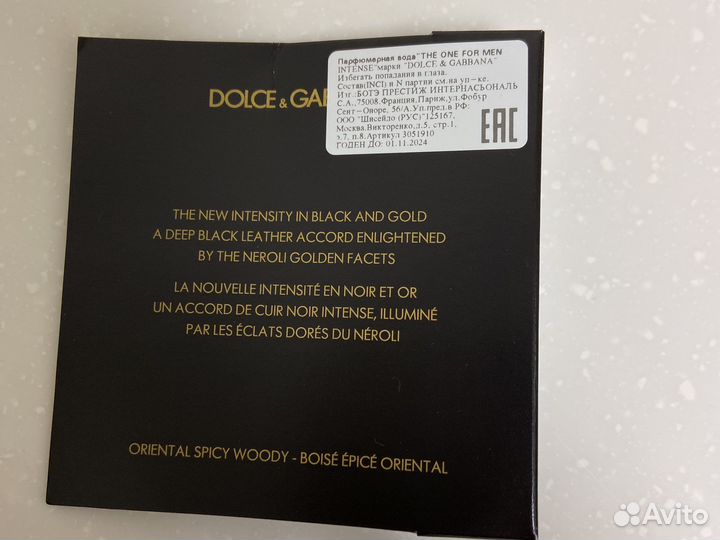 DOLCE & GAB
Парфюмерная вода"THE ONE FOR MEN
INTENSE"марки "DOLCE & GABBANA"
Избегать попадания в глаза.
Состав(INCI) и N партии см.на уп-ке.
Изг.:БОТЭ ПРЕСТИЖ ИНТЕРНАСЬОНАЛЬ
С.А.,75008.Франция,Париж,ул.Фобур
Сент-Оноре, 56/А.Уп.пред.в РФ:
ООО "Шисейдо (РУС)"125167,
Москва.Викторенко,д.5, стр.1,
э.7, п.8.Артикул 3051910
ГОДЕН ДО: 01.11.2024
EAC
THE NEW INTENSITY IN BLACK AND GOLD
A DEEP BLACK LEATHER ACCORD ENLIGHTENED
BY THE NEROLI GOLDEN FACETS
LA NOUVELLE INTENSITÉ EN NOIR ET OR
UN ACCORD DE CUIR NOIR INTENSE, ILLUMINÉ
PAR LES ÉCLATS DORÉS DU NÉROLI
ORIENTAL SPICY WOODY - BOISÉ ÉPICÉ ORIENTAL
Avito